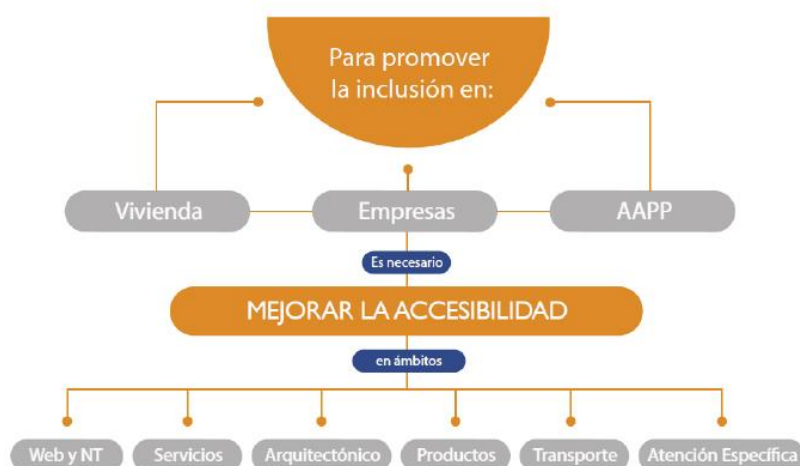 Para promover
la inclusión en:
Vivienda
Empresas
AAPP
Es necesario
MEJORAR LA ACCESIBILIDAD
en ámbitos
Web y NT
Servicios
Arquitectónico
Productos
Transporte
Atención Específica